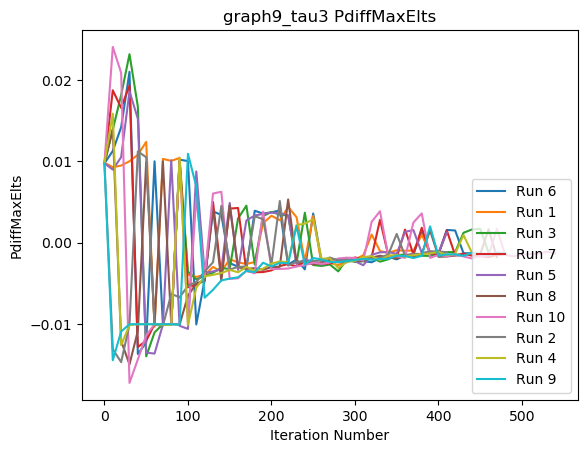 graph9_tau3 PdiffMaxElts
PdiffMaxElts
0.02
0.01
0.00
−0.01
0
100
200
300
400
500
Iteration Number
Run 6
Run 1
Run 3
Run 7
Run 5
Run 8
Run 10
Run 2
Run 4
Run 9